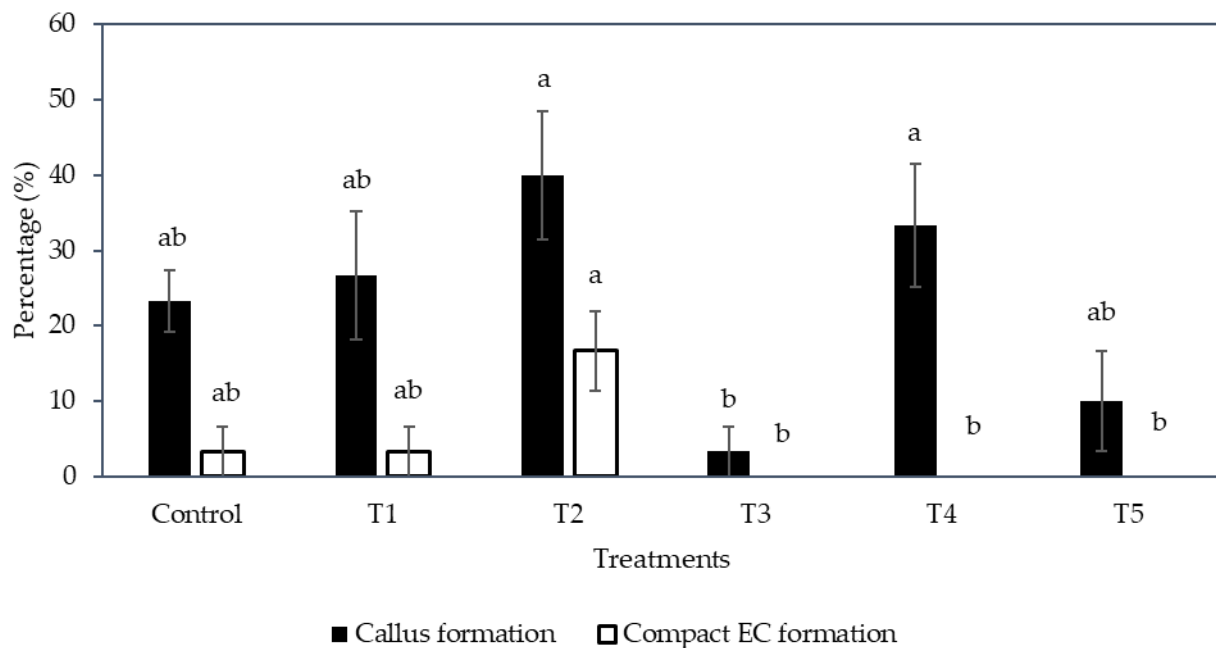 60
50
40
30
20
10
0
Percentage (%)
ab
ab
ab
ab
a
a
b
b
a
b
ab
b
Control T1 T2 T3 T4 T5
Treatments
Callus formation Compact EC formation